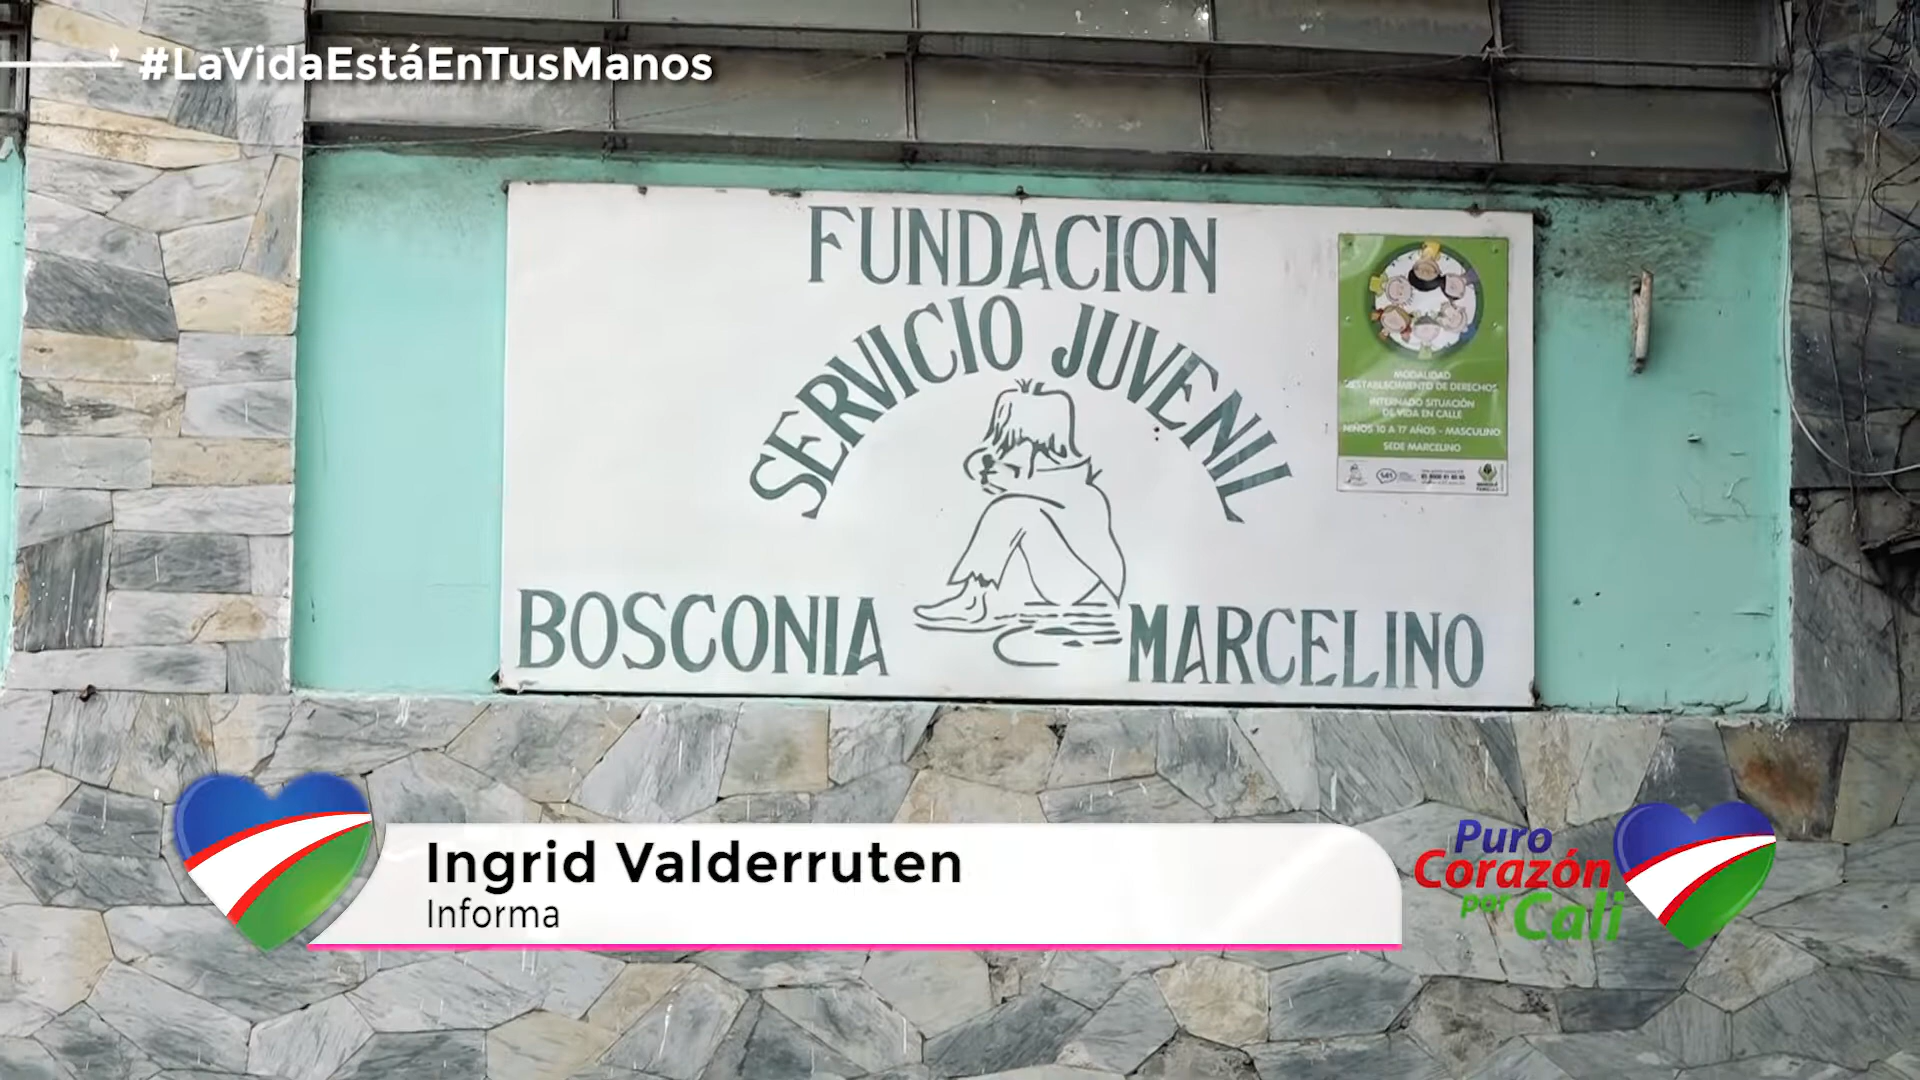 #LaVidaEstáEnTusManos
FUNDACION
SERVICIO JUVENIL
BOSCONIA
MARCELINO
MODALIDAD
RESTABLECIMIENTO DE DERECHOS
INTERNADO SITUACIÓN
DE VIDA EN CALLE
NIÑOS 10 A 17 AÑOS - MASCULINO
SEDE MARCELINO
141
Ingrid Valderruten
Informa
Puro
Corazón
por
Cali